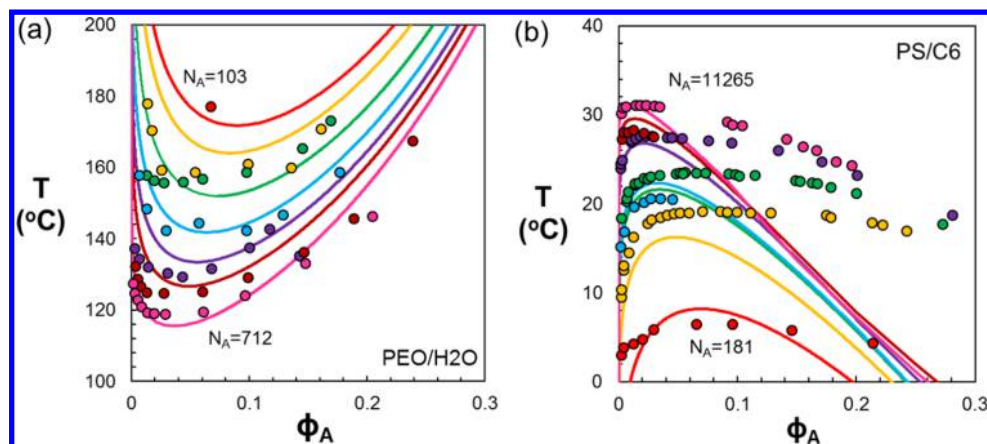 (a)
200
180
160
140
120
100
T
(°C)
N_A=103
N_A=712
PEO/H2O
0
0.1
0.2
0.3
ϕ_A
(b)
40
30
20
10
0
T
(°C)
PS/C6
N_A=11265
N_A=181
0
0.1
0.2
0.3
ϕ_A